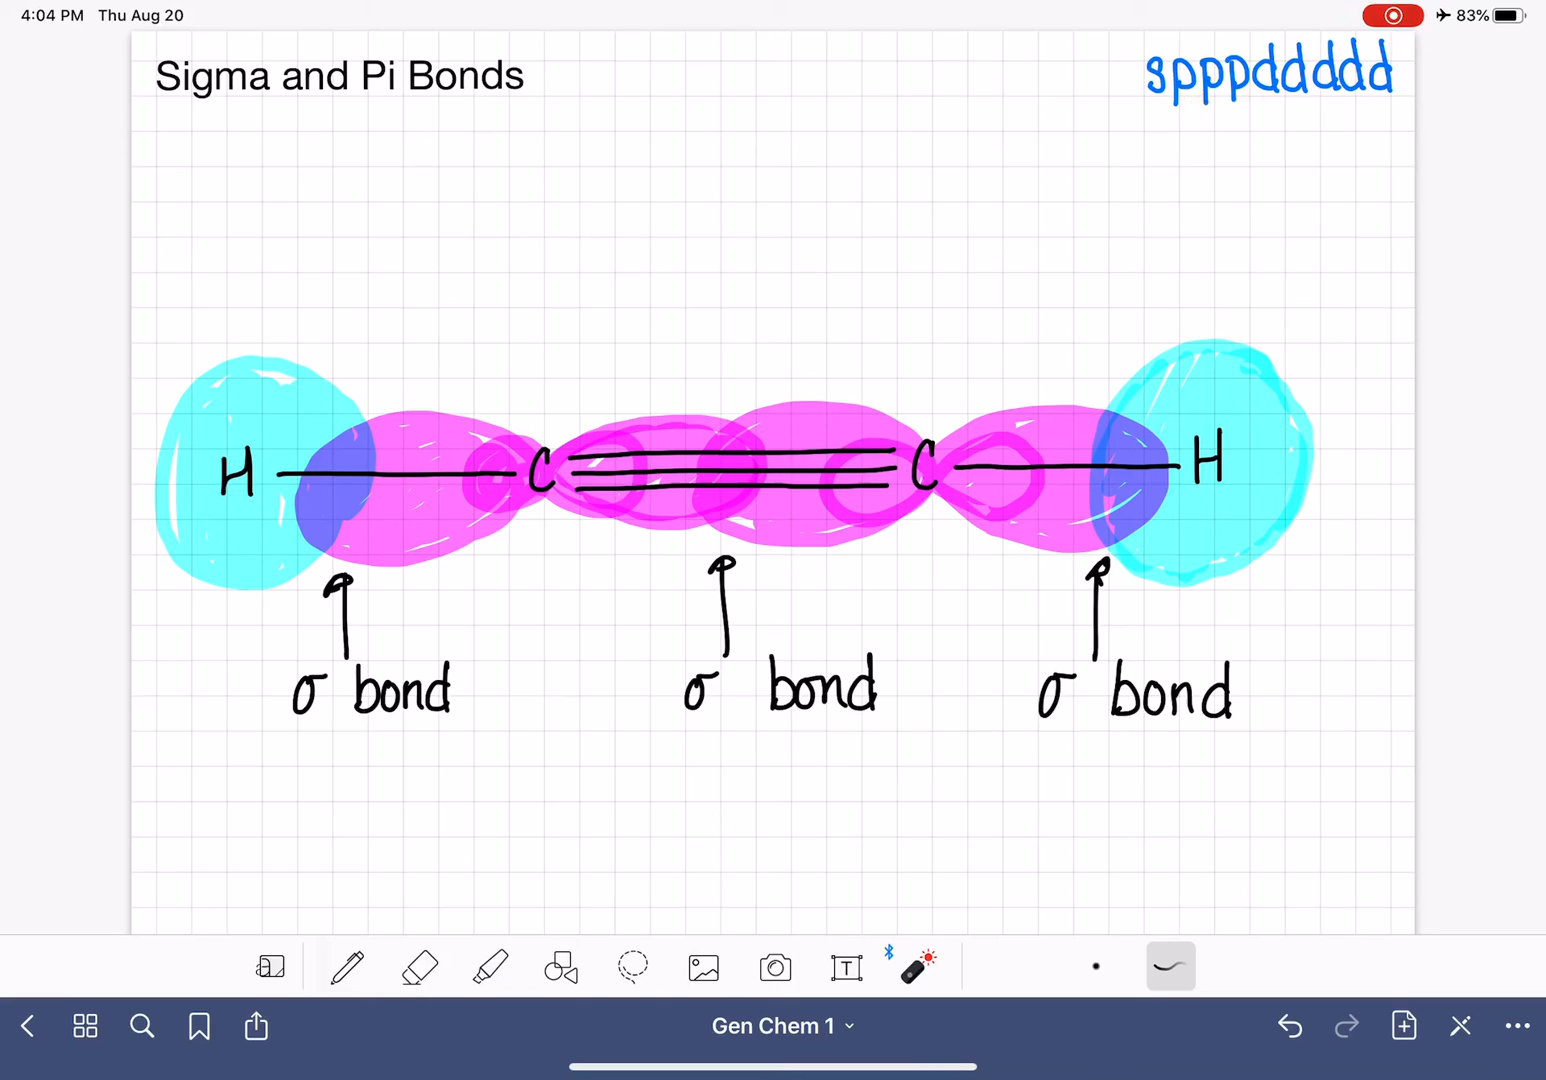 4:04 PM Thu Aug 20
83%
Sigma and Pi Bonds
spppddddd
H C C H
σ bond σ bond σ bond
T
Gen Chem 1